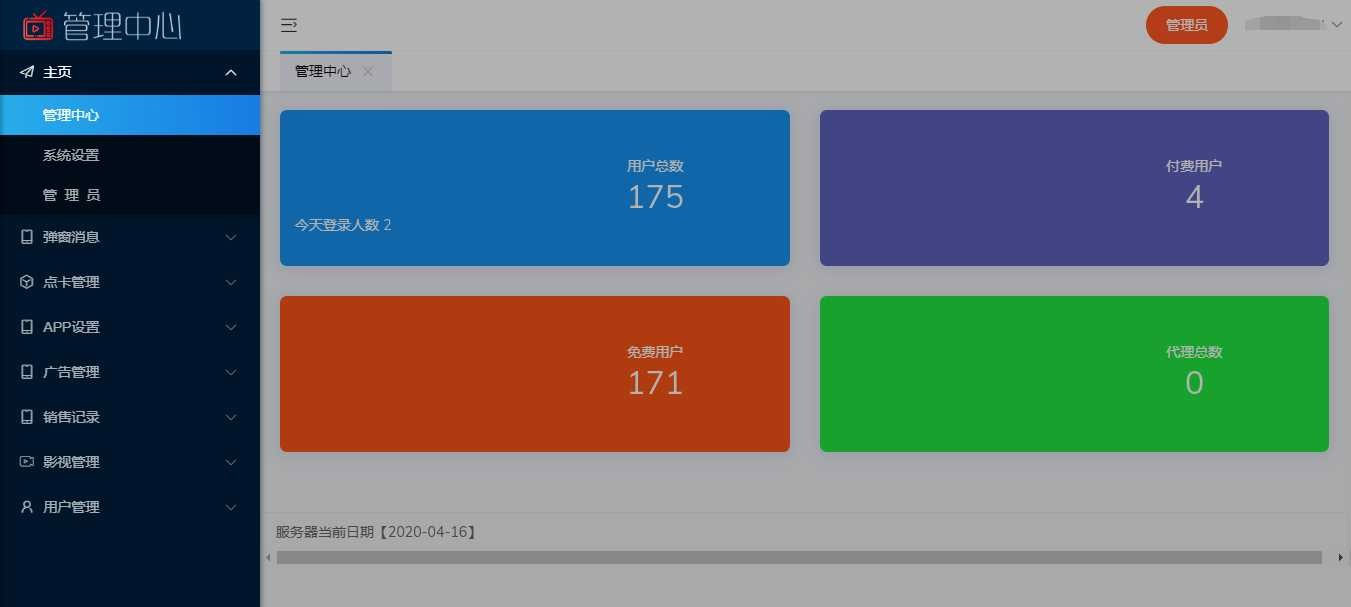 管理中心
管理员
主页
管理中心
管理中心
系统设置
管 理 员
弹窗消息
点卡管理
APP设置
广告管理
销售记录
影视管理
用户管理
用户总数
175
今天登录人数 2
付费用户
4
免费用户
171
代理总数
0
服务器当前日期【2020-04-16】